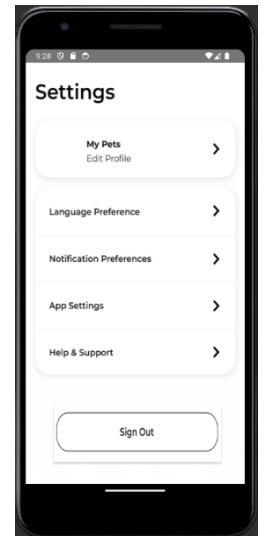 9:28
Settings
My Pets
Edit Profile
Language Preference
Notification Preferences
App Settings
Help & Support
Sign Out